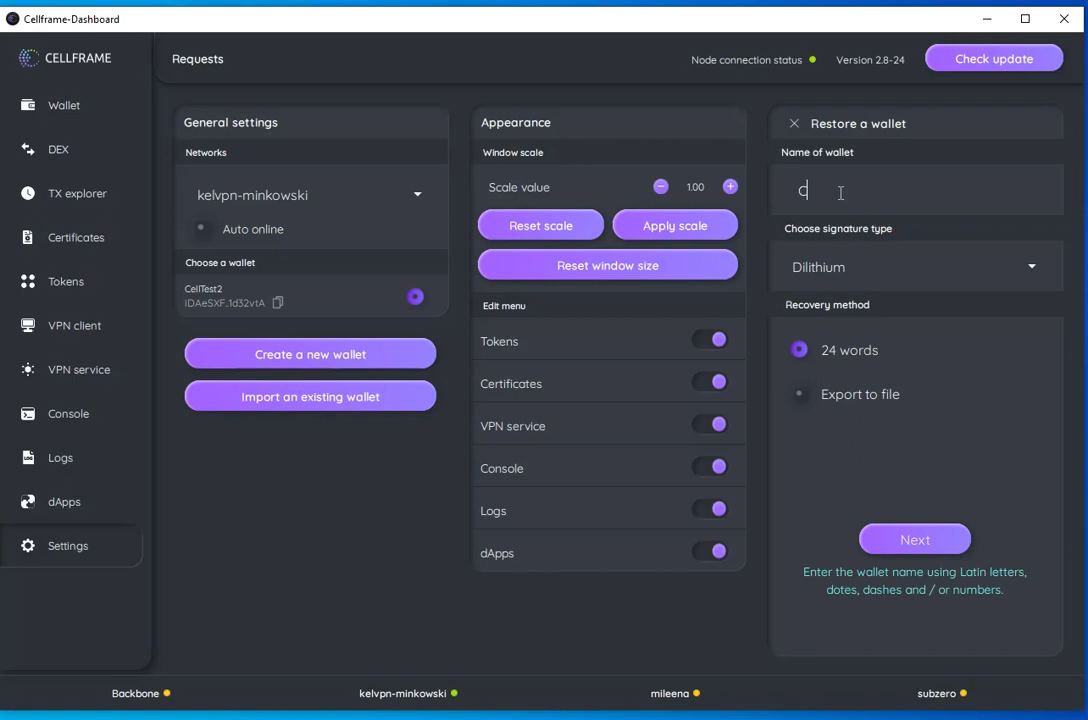 Cellframe-Dashboard
CELLFRAME
Requests
Node connection status
Version 2.8-24
Check update
Wallet
DEX
TX explorer
Certificates
Tokens
VPN client
VPN service
Console
Logs
dApps
Settings
General settings
Networks
kelvpn-minkowski
Auto online
Choose a wallet
CellTest2
iDAeSXF..1d32vtA
Create a new wallet
Import an existing wallet
Appearance
Window scale
Scale value
1.00
Reset scale
Apply scale
Reset window size
Edit menu
Tokens
Certificates
VPN service
Console
Logs
dApps
Restore a wallet
Name of wallet
C
Choose signature type
Dilithium
Recovery method
24 words
Export to file
Next
Enter the wallet name using Latin letters,
dotes, dashes and / or numbers.
Backbone
kelvpn-minkowski
mileena
subzero